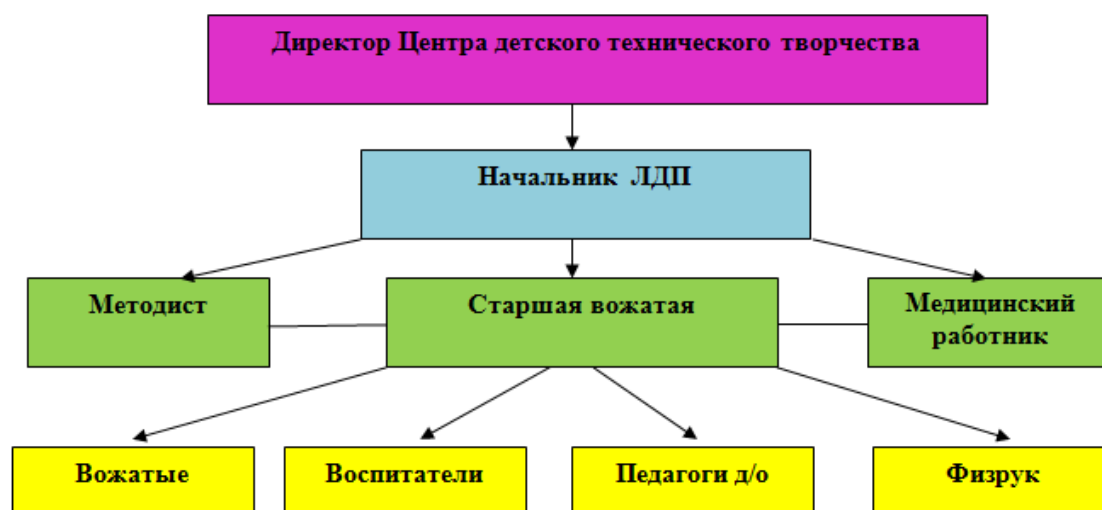 Директор Центра детского технического творчества
Начальник ЛДП
Методист
Старшая вожатая
Медицинский
работник
Вожатые
Воспитатели
Педагоги д/о
Физрук